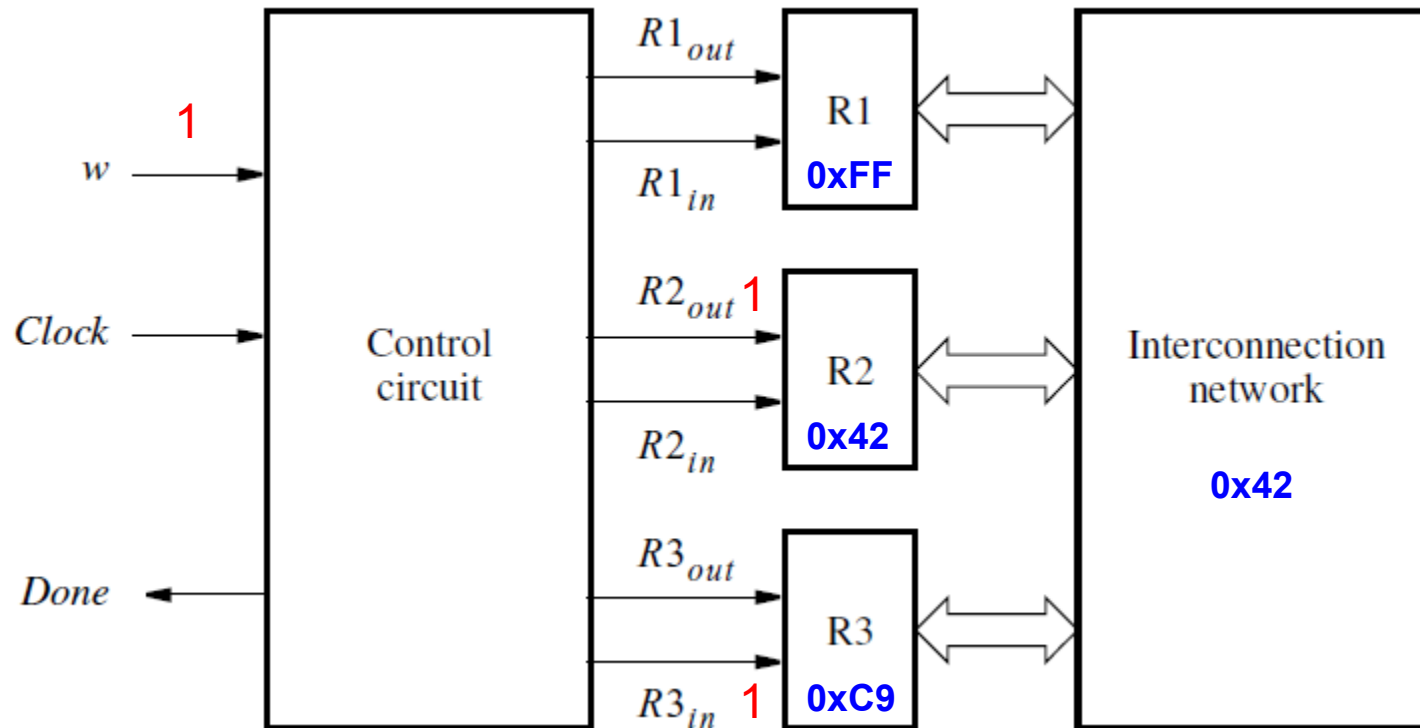 1
w
Clock
Done
Control
circuit
R1out
R1in
R2out 1
R2in
R3out
R3in 1
R1
0xFF
R2
0x42
R3
0xC9
Interconnection
network
0x42